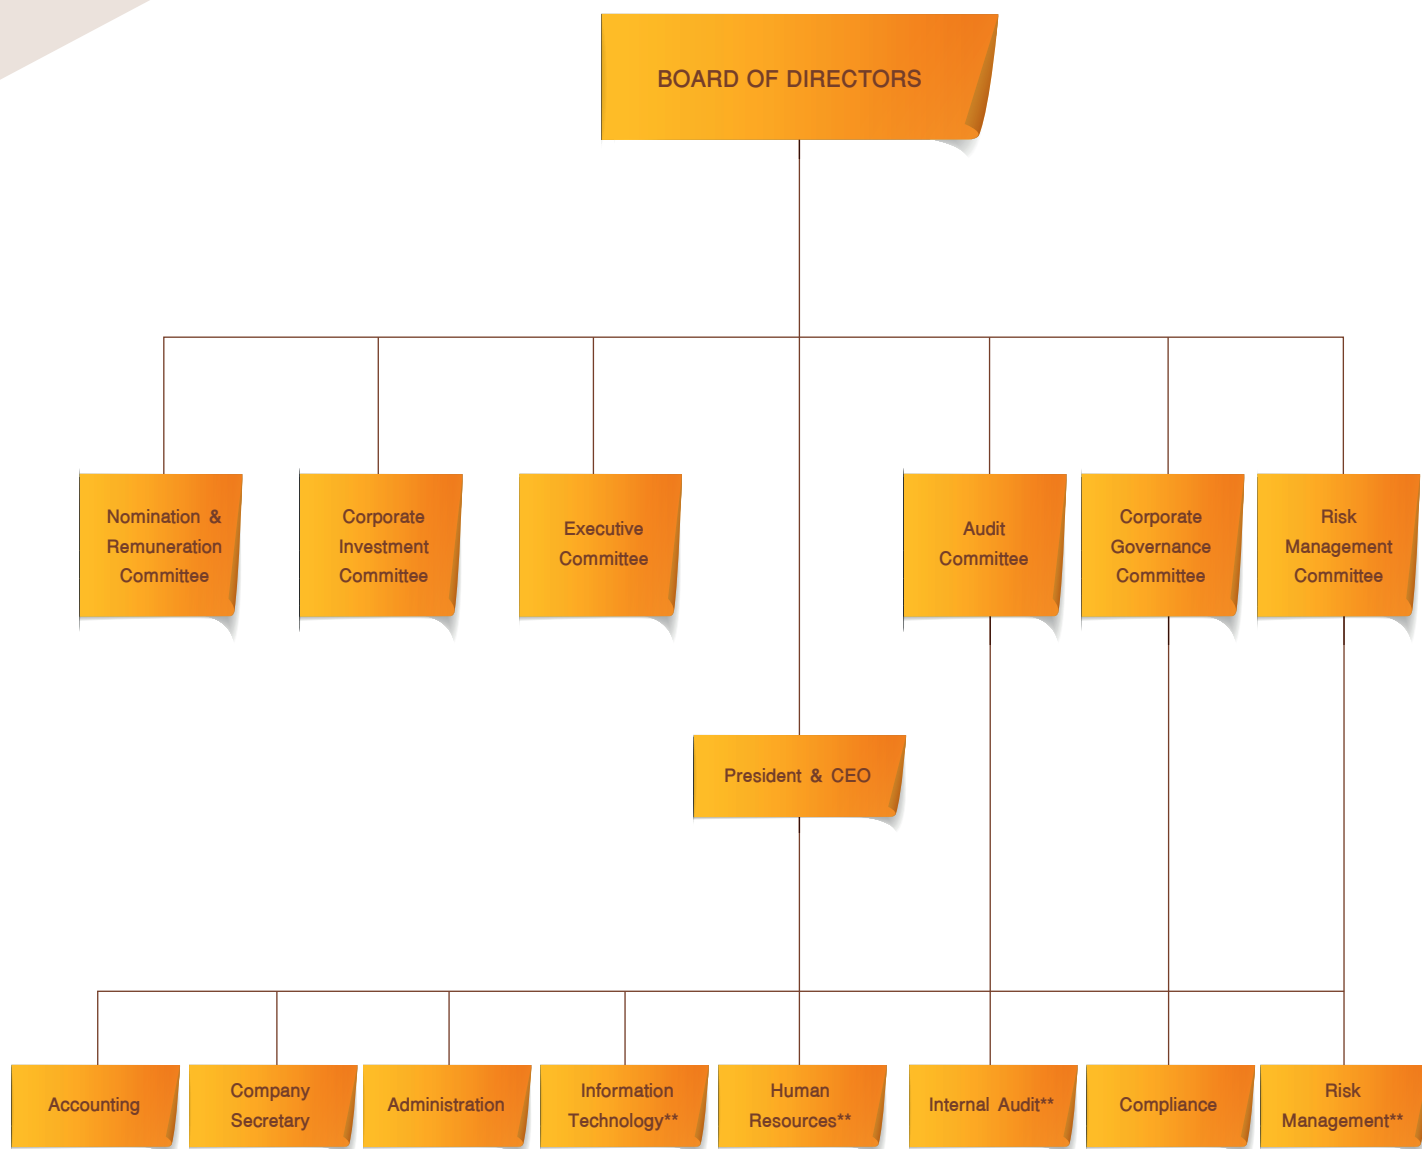 BOARD OF DIRECTORS
Nomination &
Remuneration
Committee
Corporate
Investment
Committee
Executive
Committee
Audit
Committee
Corporate
Governance
Committee
Risk
Management
Committee
President & CEO
Accounting
Company
Secretary
Administration
Information
Technology**
Human
Resources**
Internal Audit**
Compliance
Risk
Management**